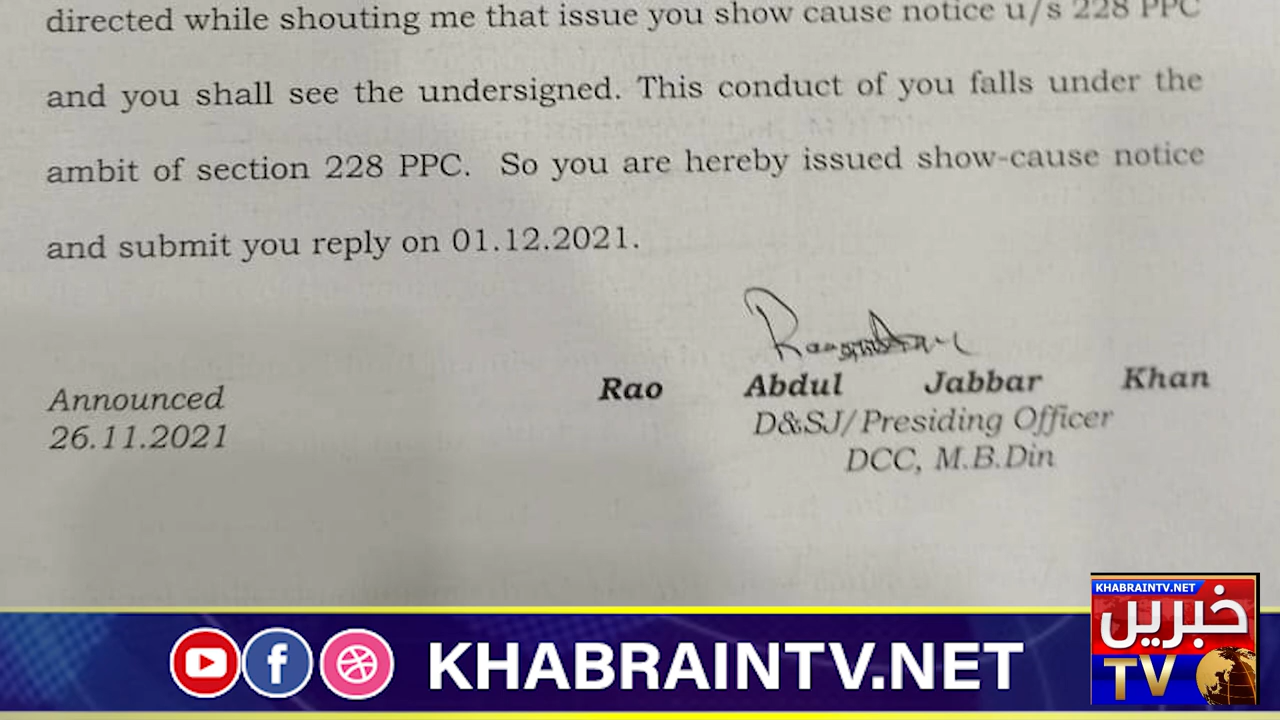 directed while shouting me that issue you show cause notice u/s 228 PPC
and you shall see the undersigned. This conduct of you falls under the
ambit of section 228 PPC. So you are hereby issued show-cause notice
and submit you reply on 01.12.2021.
Announced
26.11.2021
Rao Abdul Jabbar Khan
D&SJ/Presiding Officer
DCC, M.B.Din
KHABRAINTV.NET
KHABRAINTV.NET
خبریں
TV